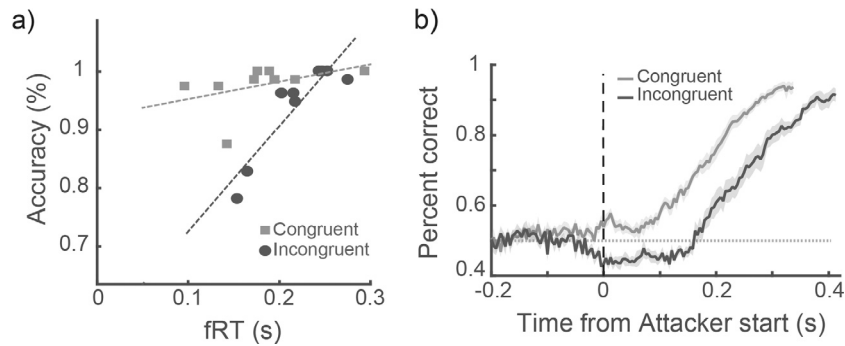 a)
Accuracy (%)
1
0.9
0.8
0.7
Congruent
Incongruent
0
0.1
0.2
0.3
fRT (s)
b)
Percent correct
1
0.8
0.6
0.4
Congruent
Incongruent
-0.2
0
0.2
0.4
Time from Attacker start (s)